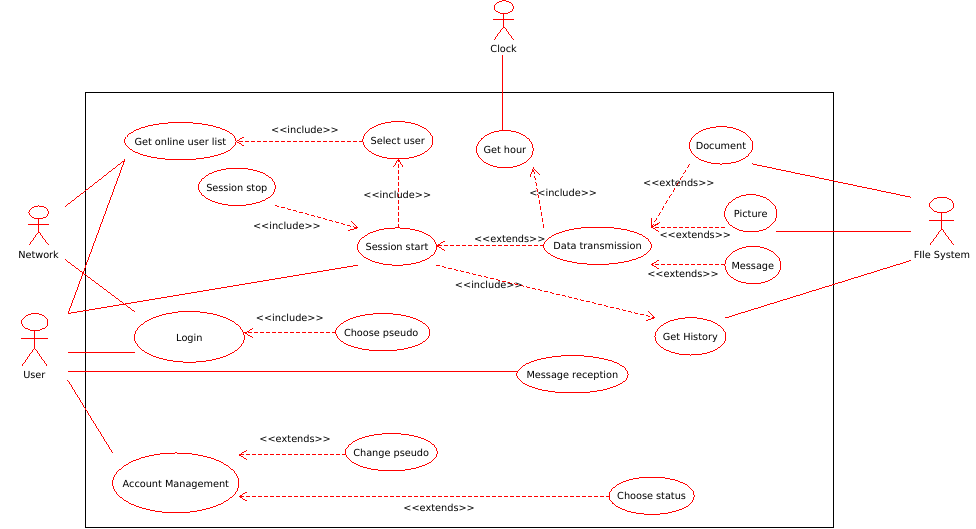 Clock
<<include>>
Get online user list
Select user
Get hour
Document
<<extends>>
Session stop
<<include>>
<<include>>
Picture
<<include>>
<<extends>>
<<extends>>
Session start
Data transmission
Network
FIle System
Message
<<extends>>
<<include>>
<<include>>
Login
Choose pseudo
Get History
User
Message reception
<<extends>>
Change pseudo
Account Management
Choose status
<<extends>>